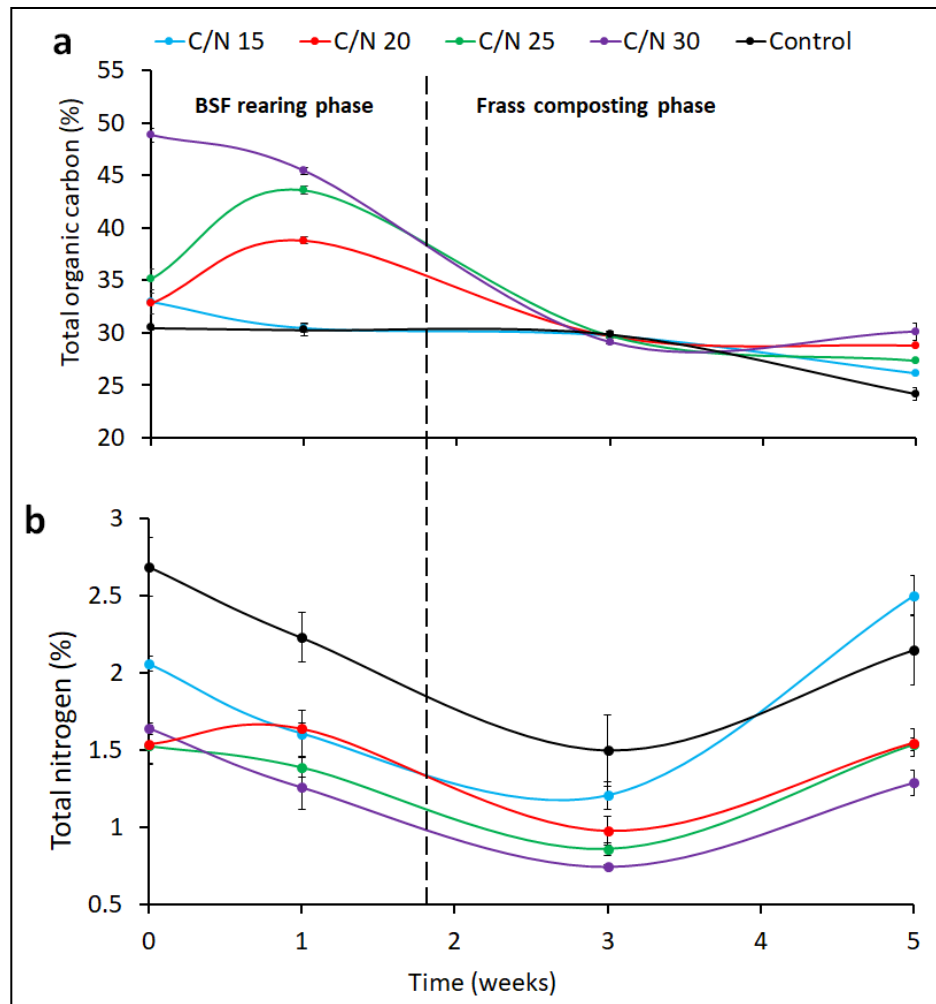 a
C/N 15 C/N 20 C/N 25 C/N 30 Control
BSF rearing phase Frass composting phase
Total organic carbon (%)
55
50
45
40
35
30
25
20
b
Total nitrogen (%)
3
2.5
2
1.5
1
0.5
0 1 2 3 4 5
Time (weeks)